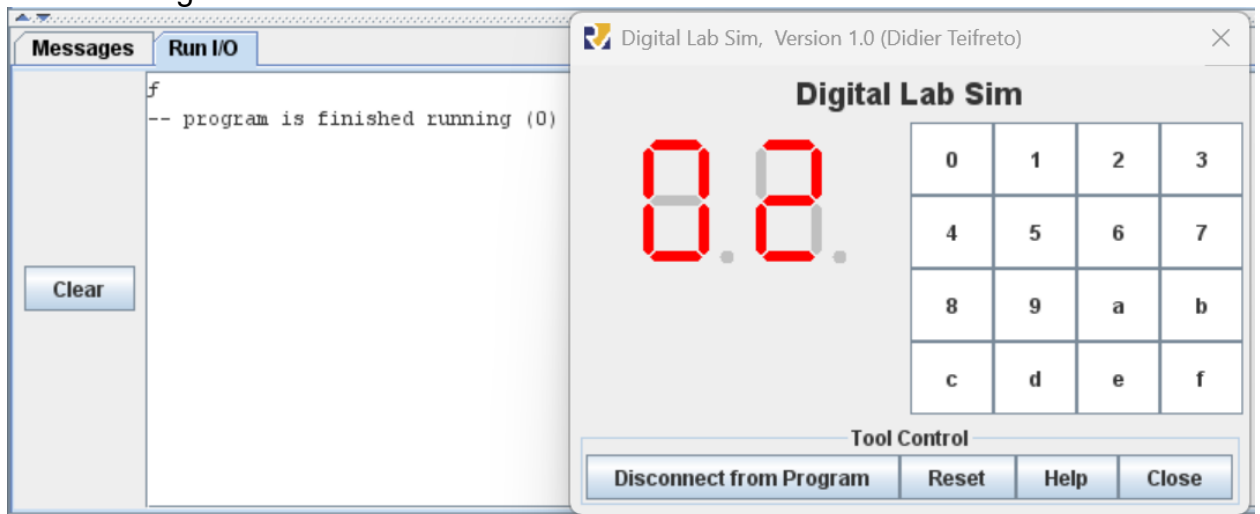 Messages Run I/O
f
-- program is finished running (0)
Clear
Digital Lab Sim, Version 1.0 (Didier Teifreto)
Digital Lab Sim
02
0 1 2 3
4 5 6 7
8 9 a b
c d e f
Tool Control
Disconnect from Program Reset Help Close